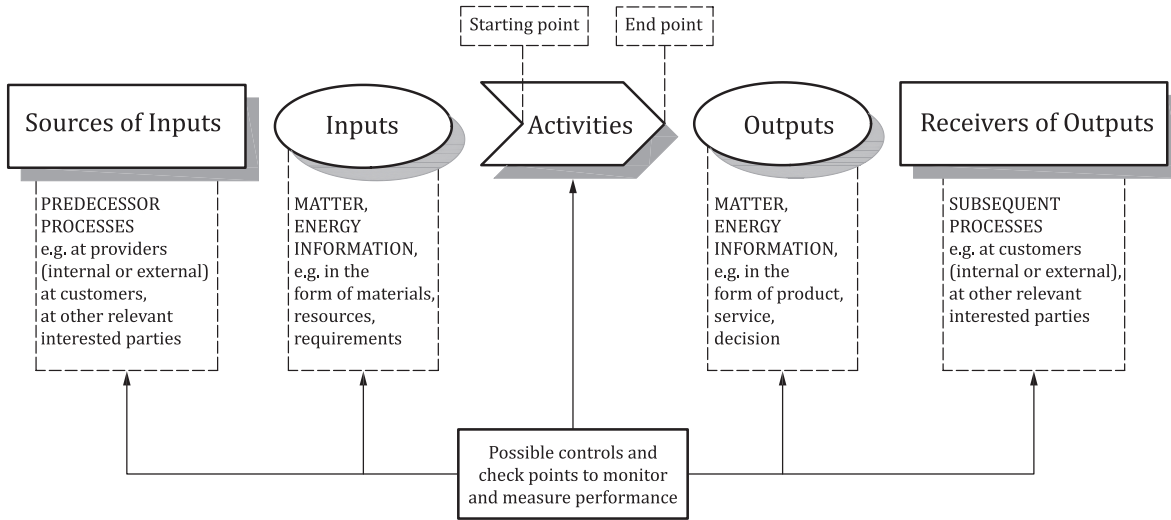 Starting point
End point
Sources of Inputs
Inputs
Activities
Outputs
Receivers of Outputs
PREDECESSOR
PROCESSES
e.g. at providers
(internal or external)
at customers,
at other relevant
interested parties
MATTER,
ENERGY
INFORMATION,
e.g. in the
form of materials,
resources,
requirements
MATTER,
ENERGY
INFORMATION,
e.g. in the
form of product,
service,
decision
SUBSEQUENT
PROCESSES
e.g. at customers
(internal or external),
at other relevant
interested parties
Possible controls and
check points to monitor
and measure performance